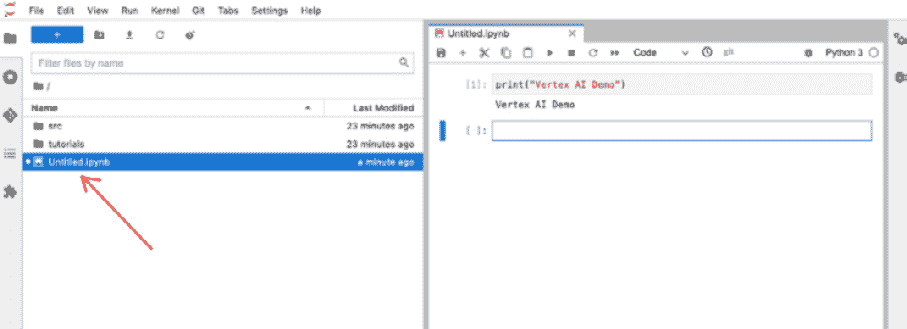 File Edit View Run Kernel Git Tabs Settings Help
Filter files by name
/
Name Last Modified
src 23 minutes ago
tutorials 23 minutes ago
Untitled.ipynb a minute ago
Untitled.ipynb
Code git Python 3
[1]: print("Vertex AI Demo")
Vertex AI Demo
[ ]: